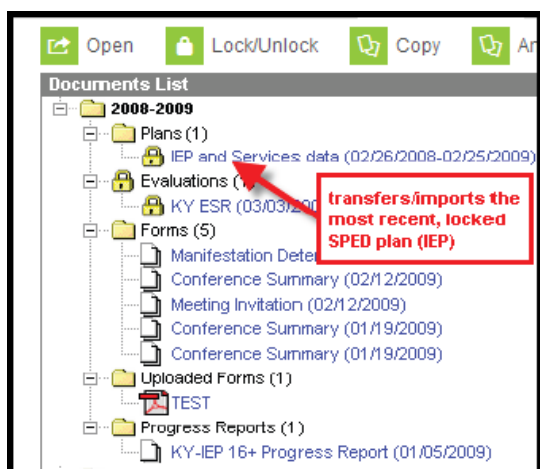 Open Lock/Unlock Copy
Documents List
2008-2009
Plans (1)
IEP and Services data (02/26/2008-02/25/2009)
Evaluations
KY ESR (03/03/200
transfers/imports the
most recent, locked
SPED plan (IEP)
Forms (5)
Manifestation Deter
Conference Summary (02/12/2009)
Meeting Invitation (02/12/2009)
Conference Summary (01/19/2009)
Conference Summary (01/19/2009)
Uploaded Forms (1)
TEST
Progress Reports (1)
KY-IEP 16+ Progress Report (01/05/2009)